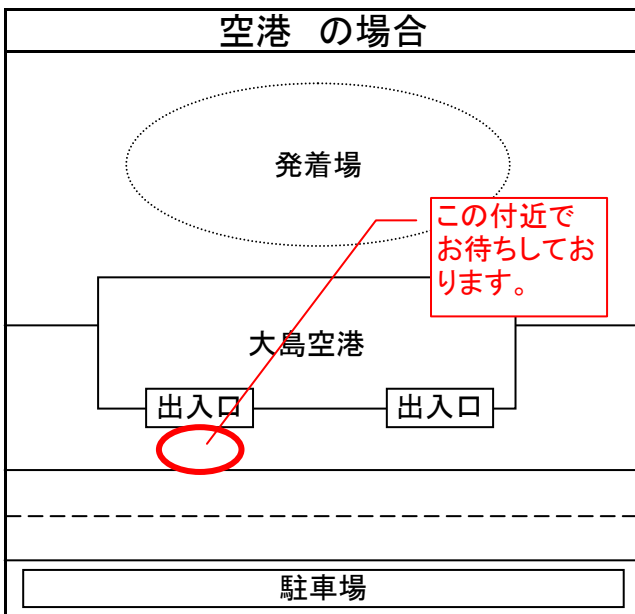 空港　の場合
発着場
この付近で
お待ちしてお
ります。
大島空港
出入口
出入口
駐車場